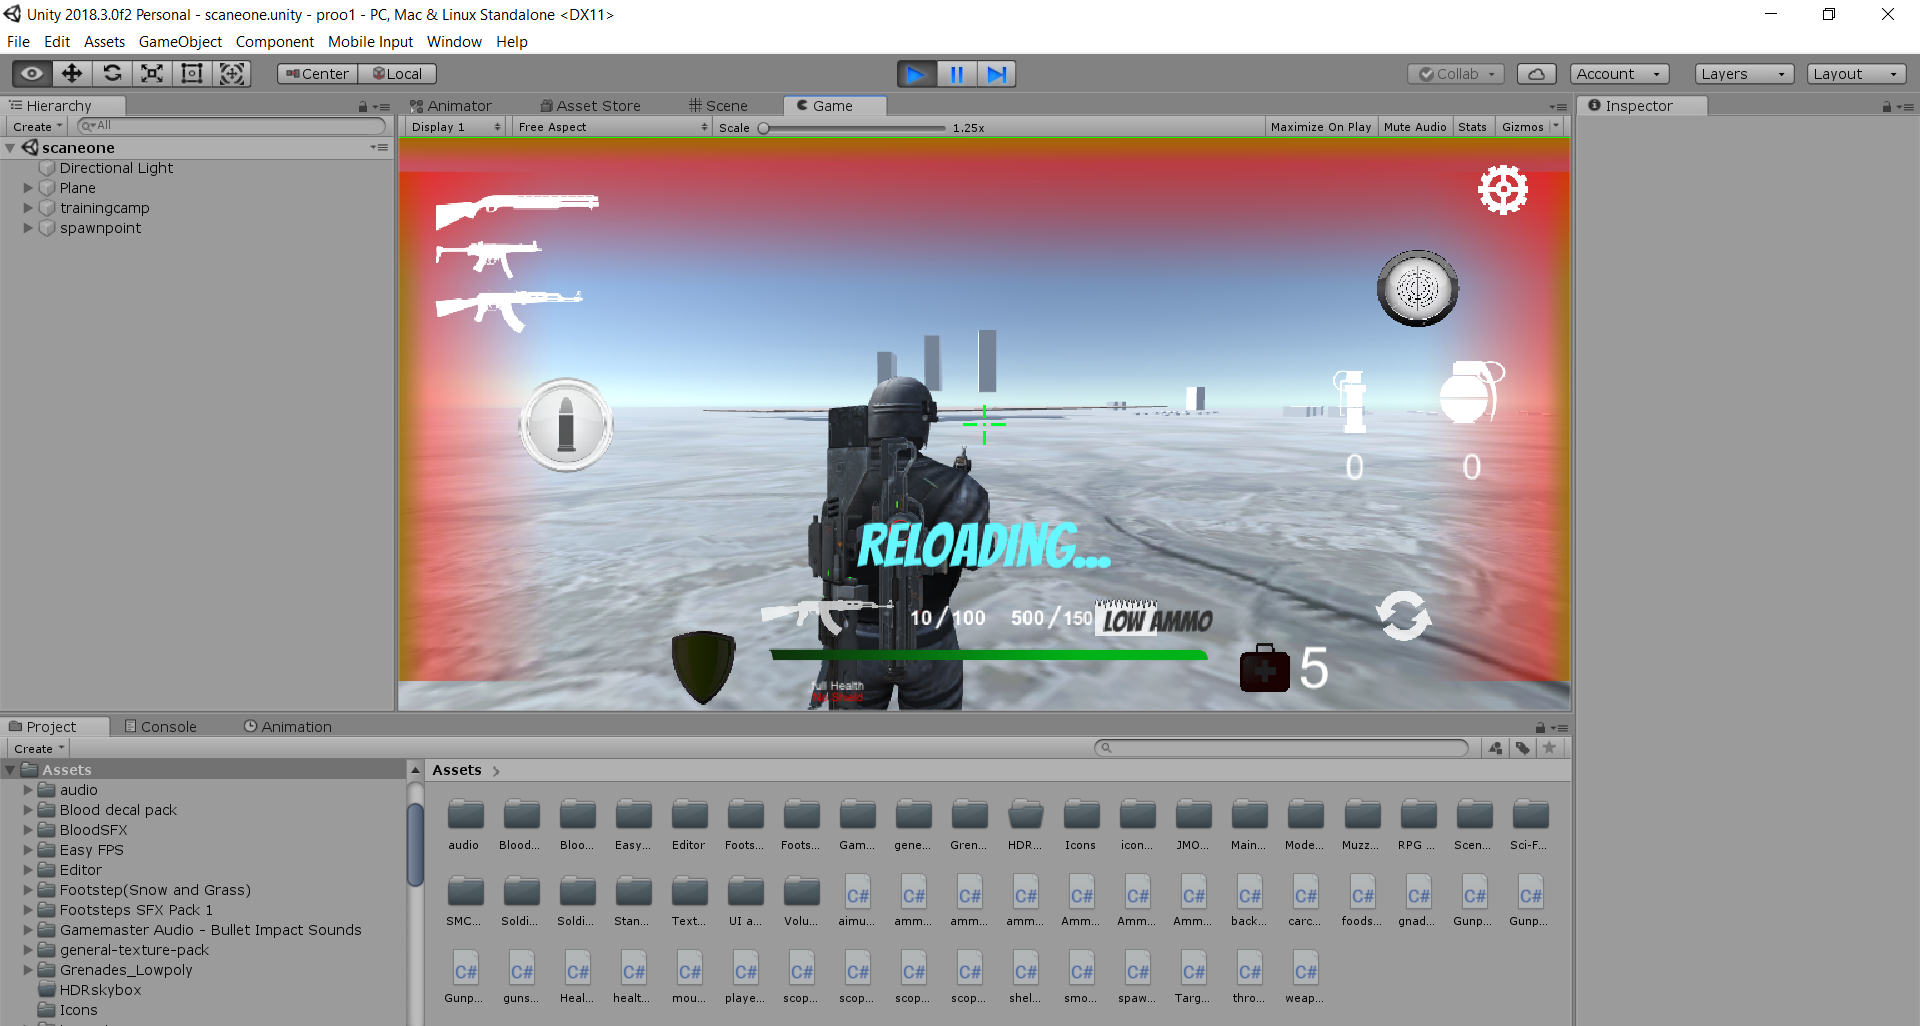 Unity 2018.3.0f2 Personal - scaneone.unity - proo1 - PC, Mac & Linux Standalone <DX11>
File Edit Assets GameObject Component Mobile Input Window Help
Center Local Collab Account Layers Layout
Hierarchy
Create All
scaneone
Directional Light
Plane
trainingcamp
spawnpoint
Animator Asset Store Scene Game
Display 1 Free Aspect Scale 1.25x Maximize On Play Mute Audio Stats Gizmos
0 0
RELOADING...
10/100 500/150 LOW AMMO
5
Full Health
No Shield
Inspector
Project Console Animation
Create
Assets
audio
Blood decal pack
BloodSFX
Easy FPS
Editor
Footstep(Snow and Grass)
Footsteps SFX Pack 1
Gamemaster Audio - Bullet Impact Sounds
general-texture-pack
Grenades_Lowpoly
HDRskybox
Icons
Assets
audio Blood... Bloo... Easy... Editor Foots... Foots... Gam... gene... Gren... HDR... Icons icon... JMO... Main... Mode... Muzz... RPG ... Scen... Sci-F...
C# C# C# C# C# C# C# C# C# C# C# C# C#
SMC... Soldi... Soldi... Stan... Text... UI a... Volu... aimu... amm... amm... amm... Amm... Amm... Amm... back... carc... foods... gnad... Gunp... Gunp...
C# C# C# C# C# C# C# C# C# C# C# C# C# C# C# C#
Gunp... guns... Heal... healt... mou... playe... scop... scop... scop... scop... shel... smo... spaw... Targ... thro... weap...